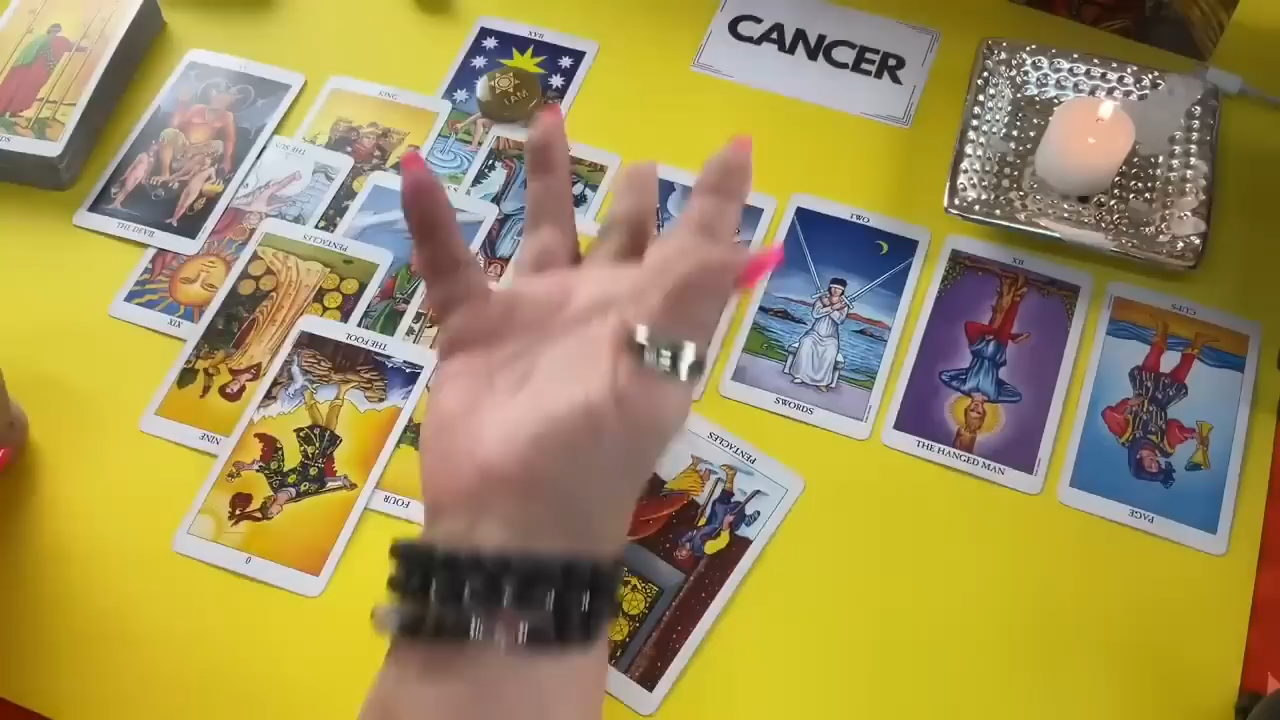 XVII
CANCER
I AM
KING
THE DEVIL
THE SUN
XIX
PENTACLES
NINE
THE FOOL
0
FOUR
PENTACLES
TWO
SWORDS
XII
THE HANGED MAN
CUPS
PAGE